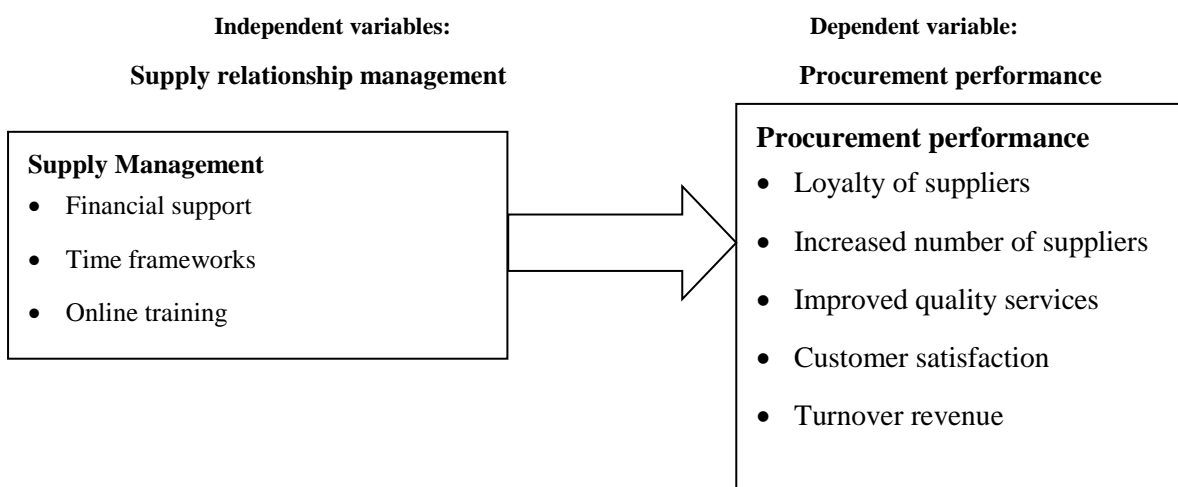 Independent variables:
Supply relationship management
Supply Management
• Financial support
• Time frameworks
• Online training
Dependent variable:
Procurement performance
Procurement performance
• Loyalty of suppliers
• Increased number of suppliers
• Improved quality services
• Customer satisfaction
• Turnover revenue